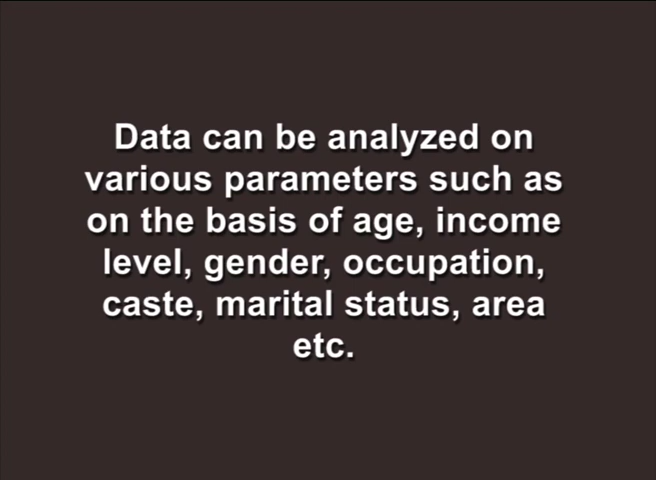 Data can be analyzed on
various parameters such as
on the basis of age, income
level, gender, occupation,
caste, marital status, area
etc.